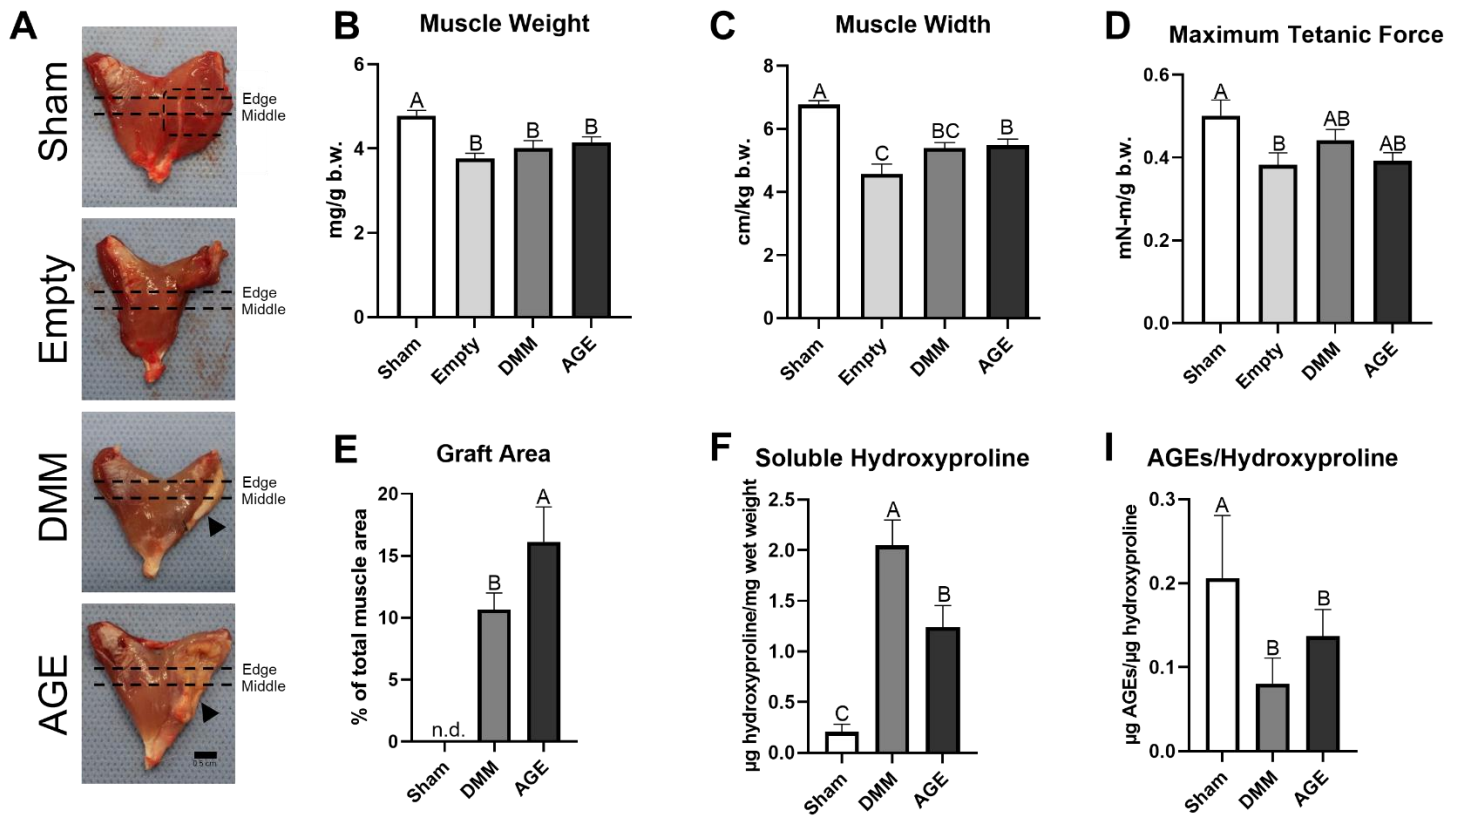 A
Sham
Edge
Middle
Empty
Edge
Middle
DMM
Edge
Middle
AGE
Edge
Middle
0.5 cm
B
Muscle Weight
mg/g b.w.
6
4
2
0
A
B
B
B
Sham
Empty
DMM
AGE
C
Muscle Width
cm/kg b.w.
8
6
4
2
0
A
C
BC
B
Sham
Empty
DMM
AGE
D
Maximum Tetanic Force
mN-m/g b.w.
0.6
0.4
0.2
0.0
A
B
AB
AB
Sham
Empty
DMM
AGE
E
Graft Area
% of total muscle area
20
15
10
5
0
n.d.
B
A
Sham
DMM
AGE
F
Soluble Hydroxyproline
µg hydroxyproline/mg wet weight
2.5
2.0
1.5
1.0
0.5
0.0
C
A
B
Sham
DMM
AGE
I
AGEs/Hydroxyproline
µg AGEs/µg hydroxyproline
0.3
0.2
0.1
0.0
A
B
B
Sham
DMM
AGE